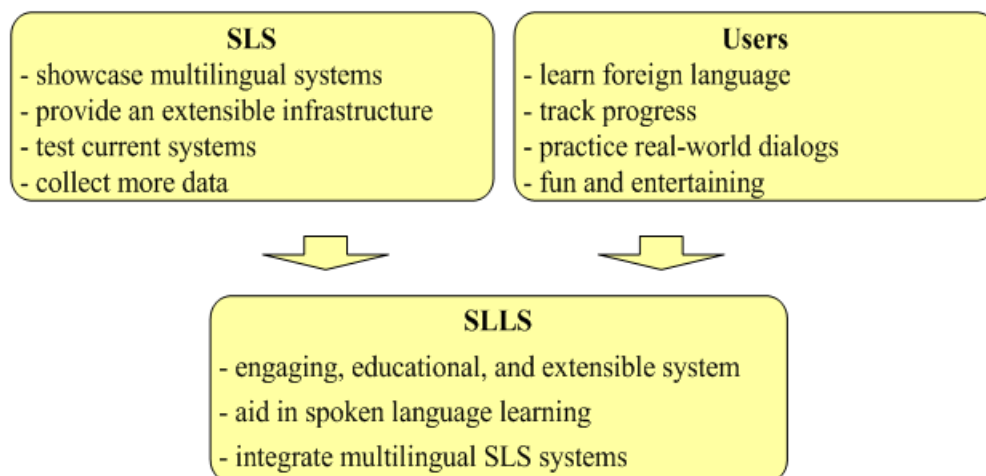 SLS
- showcase multilingual systems
- provide an extensible infrastructure
- test current systems
- collect more data
Users
- learn foreign language
- track progress
- practice real-world dialogs
- fun and entertaining
SLLS
- engaging, educational, and extensible system
- aid in spoken language learning
- integrate multilingual SLS systems